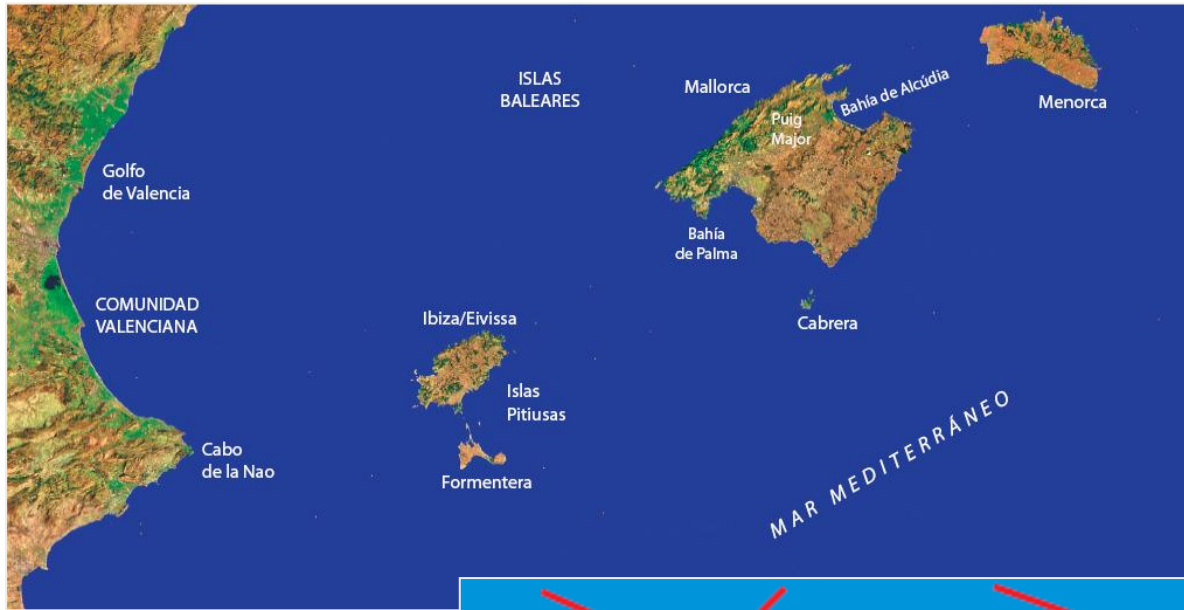 ISLAS
BALEARES
Mallorca
Bahía de Alcúdia
Menorca
Puig
Major
Golfo
de Valencia
Bahía
de Palma
COMUNIDAD
VALENCIANA
Ibiza/Eivissa
Cabrera
Islas
Pitiusas
Cabo
de la Nao
Formentera
MAR MEDITERRÁNEO